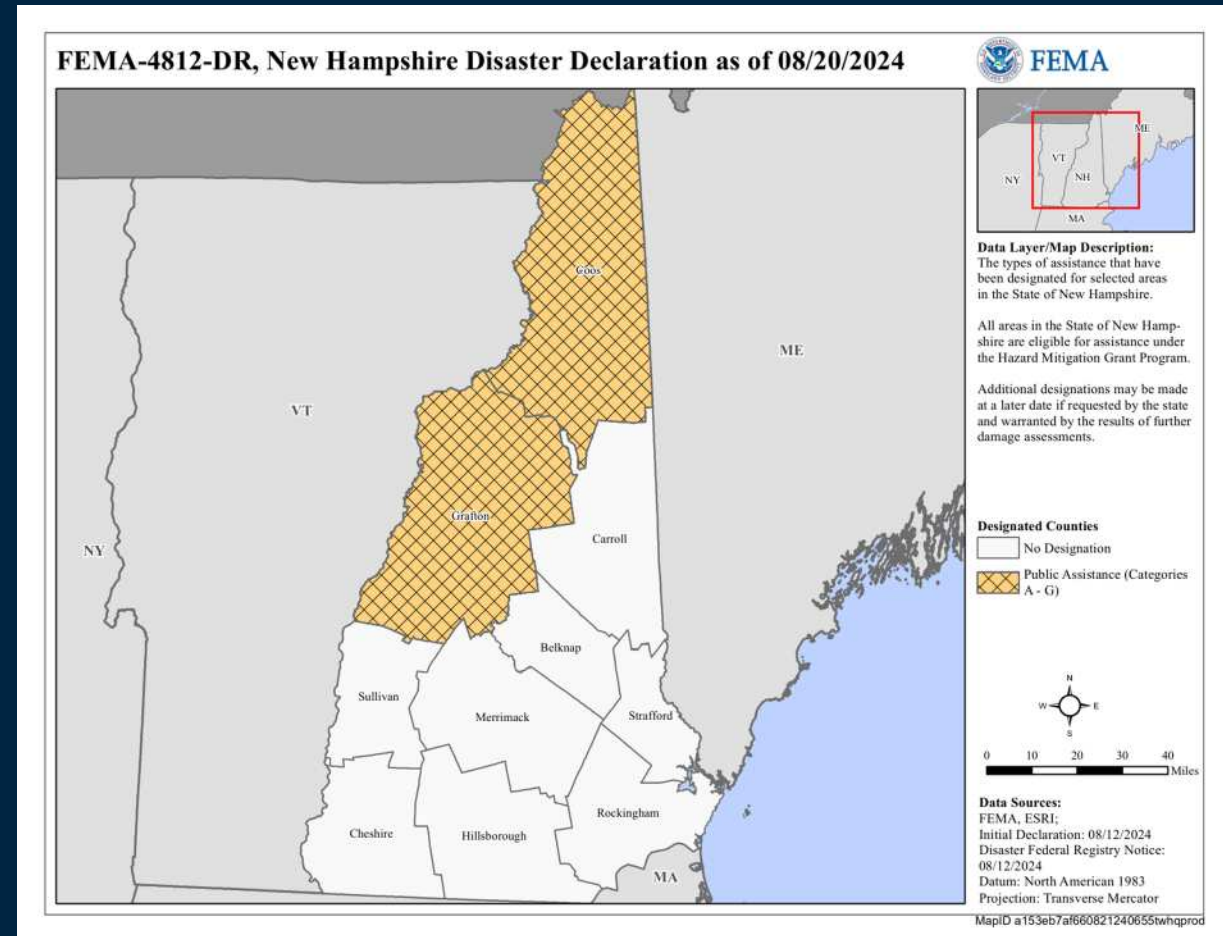 FEMA-4812-DR, New Hampshire Disaster Declaration as of 08/20/2024
FEMA
ME
VT
NY
NH
MA
Data Layer/Map Description:
The types of assistance that have
been designated for selected areas
in the State of New Hampshire.
All areas in the State of New Hamp-
shire are eligible for assistance under
the Hazard Mitigation Grant Program.
Additional designations may be made
at a later date if requested by the state
and warranted by the results of further
damage assessments.
Designated Counties
No Designation
Public Assistance (Categories
A - G)
N
W E
S
0 10 20 30 40
Miles
Data Sources:
FEMA, ESRI;
Initial Declaration: 08/12/2024
Disaster Federal Registry Notice:
08/12/2024
Datum: North American 1983
Projection: Transverse Mercator
MapID a153eb7af660821240655twhqprod
Coos
ME
VT
Grafton
Carroll
NY
Belknap
Sullivan
Merrimack
Strafford
Rockingham
Cheshire
Hillsborough
MA